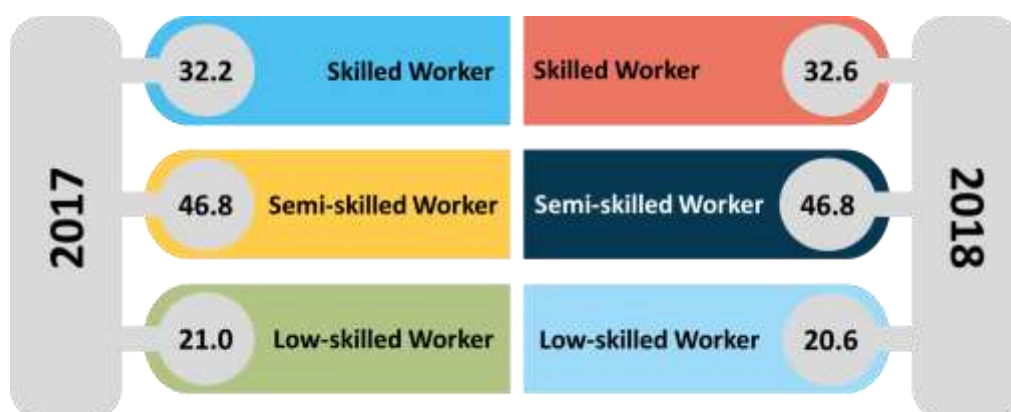 2017
32.2 Skilled Worker
46.8 Semi-skilled Worker
21.0 Low-skilled Worker
Skilled Worker 32.6
Semi-skilled Worker 46.8
Low-skilled Worker 20.6
2018